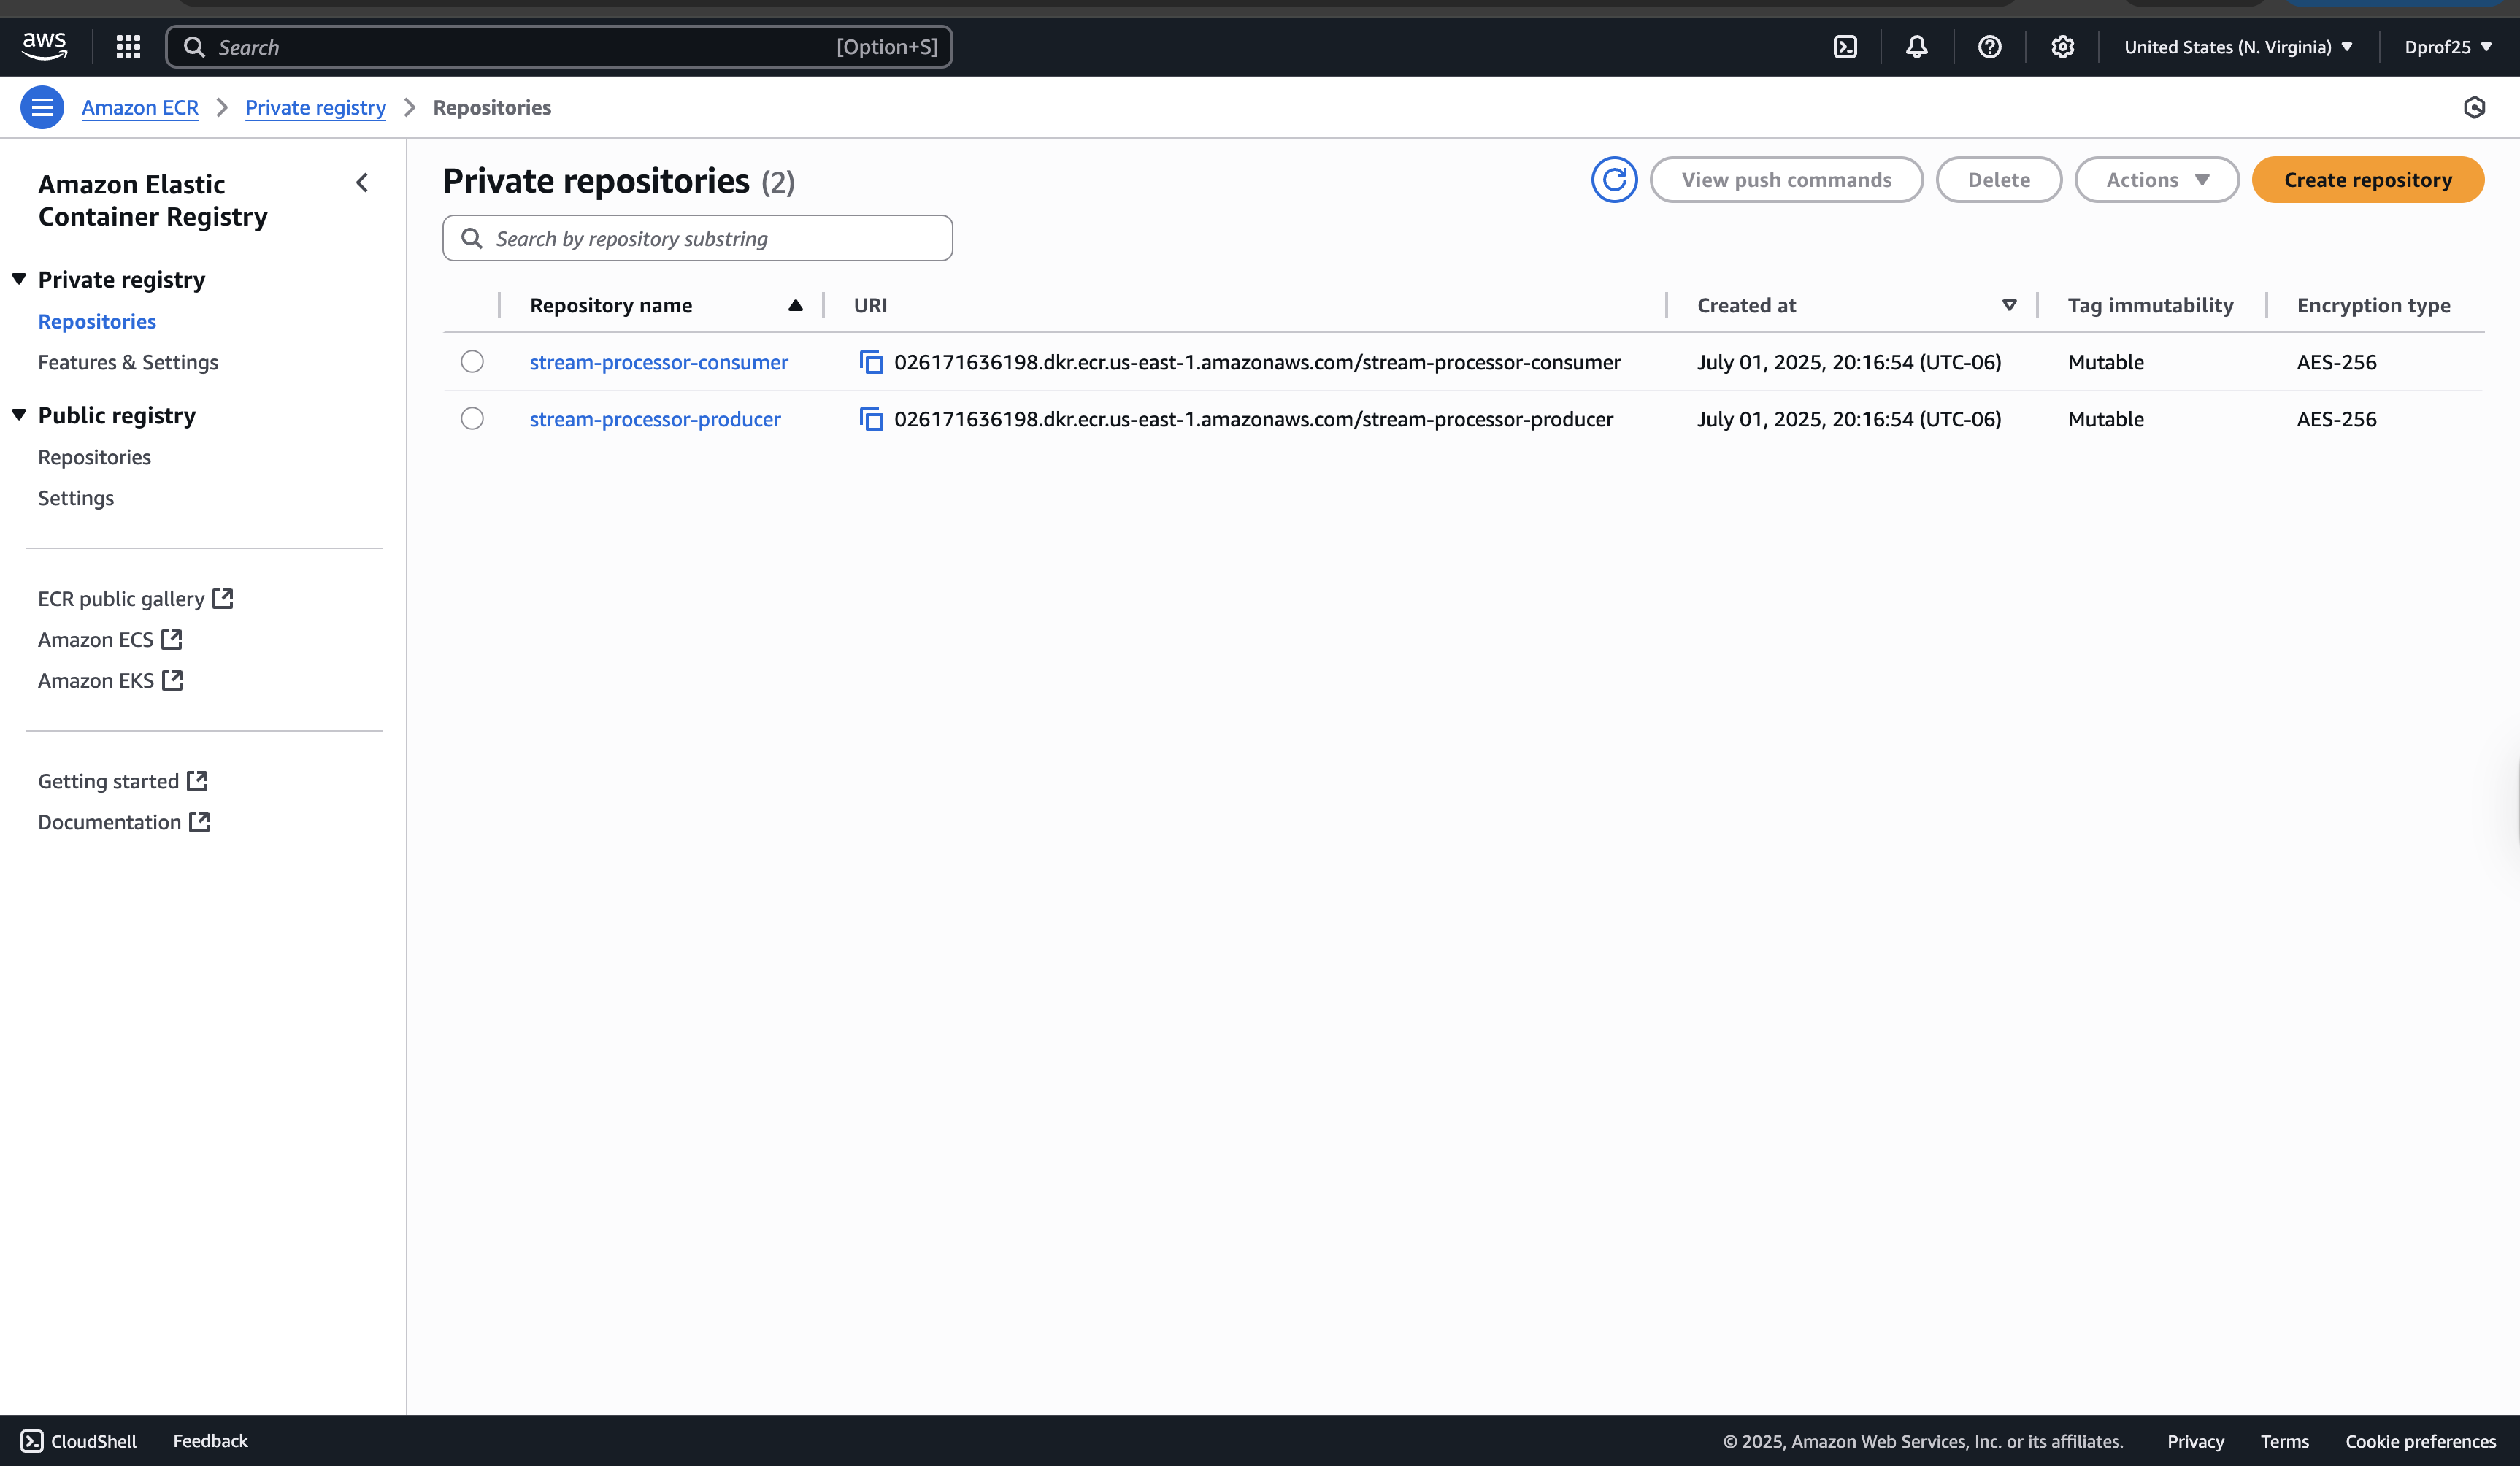 aws
Search [Option+S]
United States (N. Virginia)
Dprof25
Amazon ECR
Private registry
Repositories
Amazon Elastic
Container Registry
Private registry
Repositories
Features & Settings
Public registry
Repositories
Settings
ECR public gallery
Amazon ECS
Amazon EKS
Getting started
Documentation
Private repositories (2)
View push commands
Delete
Actions
Create repository
Search by repository substring
Repository name URI Created at Tag immutability Encryption type
stream-processor-consumer 026171636198.dkr.ecr.us-east-1.amazonaws.com/stream-processor-consumer July 01, 2025, 20:16:54 (UTC-06) Mutable AES-256
stream-processor-producer 026171636198.dkr.ecr.us-east-1.amazonaws.com/stream-processor-producer July 01, 2025, 20:16:54 (UTC-06) Mutable AES-256
CloudShell Feedback © 2025, Amazon Web Services, Inc. or its affiliates. Privacy Terms Cookie preferences